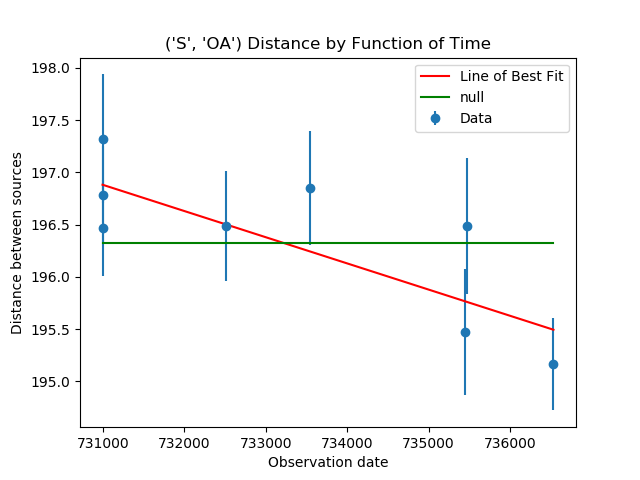 ('S', 'OA') Distance by Function of Time
198.0
197.5
197.0
196.5
196.0
195.5
195.0
Distance between sources
Line of Best Fit
null
Data
731000 732000 733000 734000 735000 736000
Observation date